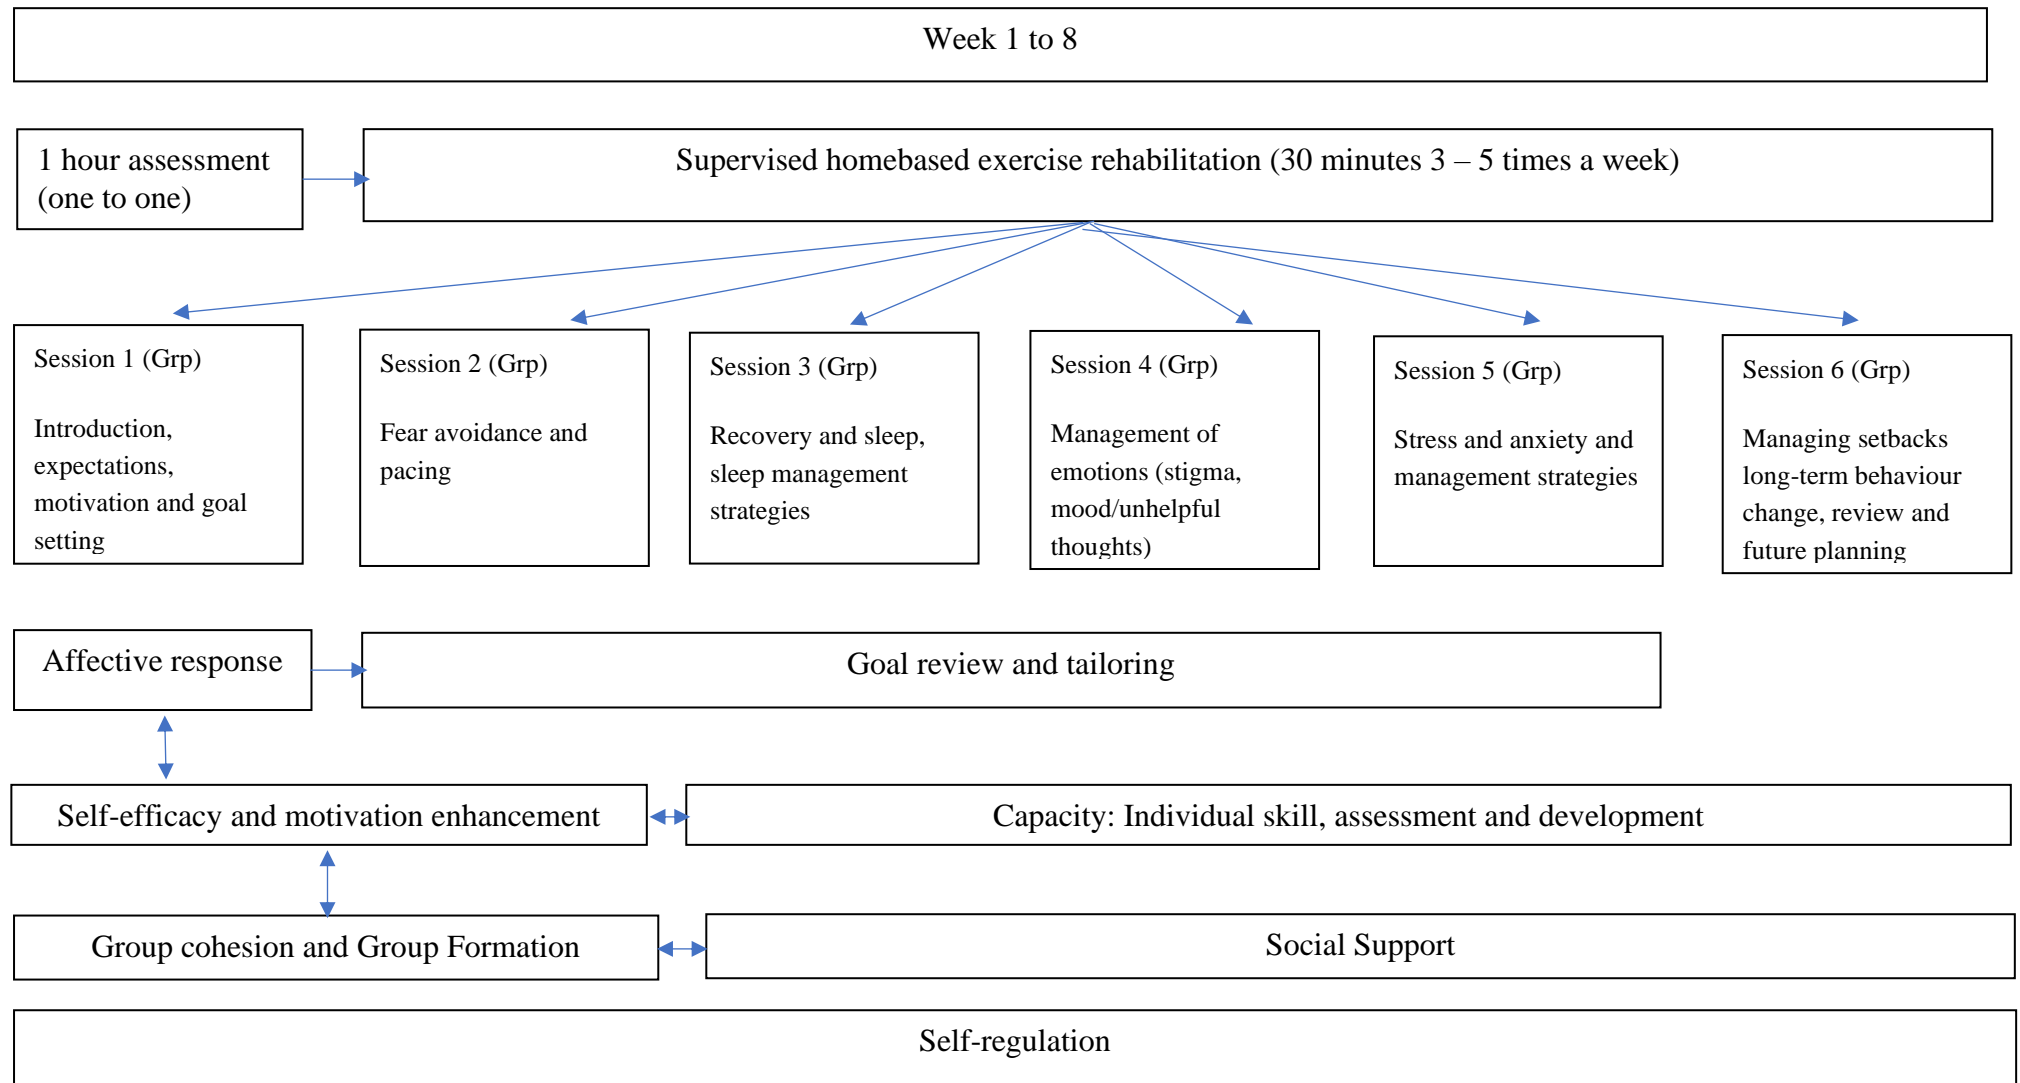 Week 1 to 8
1 hour assessment
(one to one)
Supervised homebased exercise rehabilitation (30 minutes 3 – 5 times a week)
Session 1 (Grp)
Introduction,
expectations,
motivation and goal
setting
Session 2 (Grp)
Fear avoidance and
pacing
Session 3 (Grp)
Recovery and sleep,
sleep management
strategies
Session 4 (Grp)
Management of
emotions (stigma,
mood/unhelpful
thoughts)
Session 5 (Grp)
Stress and anxiety and
management strategies
Session 6 (Grp)
Managing setbacks
long-term behaviour
change, review and
future planning
Affective response
Goal review and tailoring
Self-efficacy and motivation enhancement
Capacity: Individual skill, assessment and development
Group cohesion and Group Formation
Social Support
Self-regulation